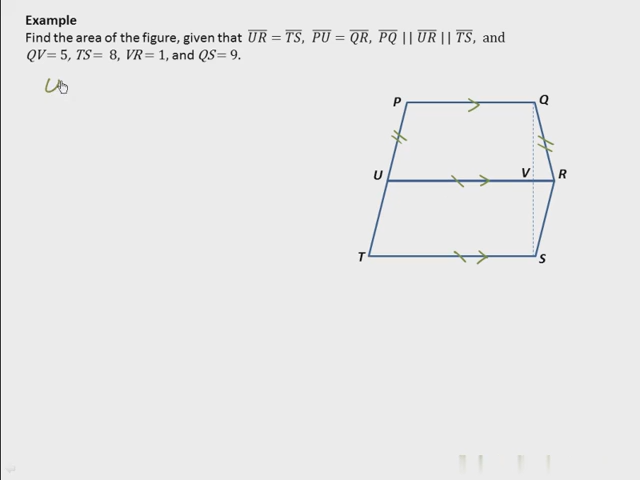 Example
Find the area of the figure, given that UR = TS, PU = QR, PQ || UR || TS, and
QV = 5, TS = 8, VR = 1, and QS = 9.
U
P
Q
U
V
R
T
S